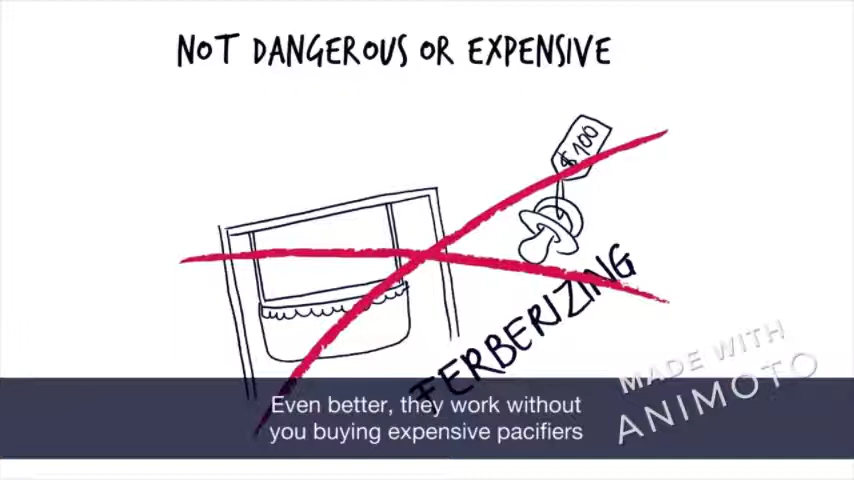 NOT DANGEROUS OR EXPENSIVE
$100
FERBERIZING
MADE WITH
ANIMOTO
Even better, they work without
you buying expensive pacifiers